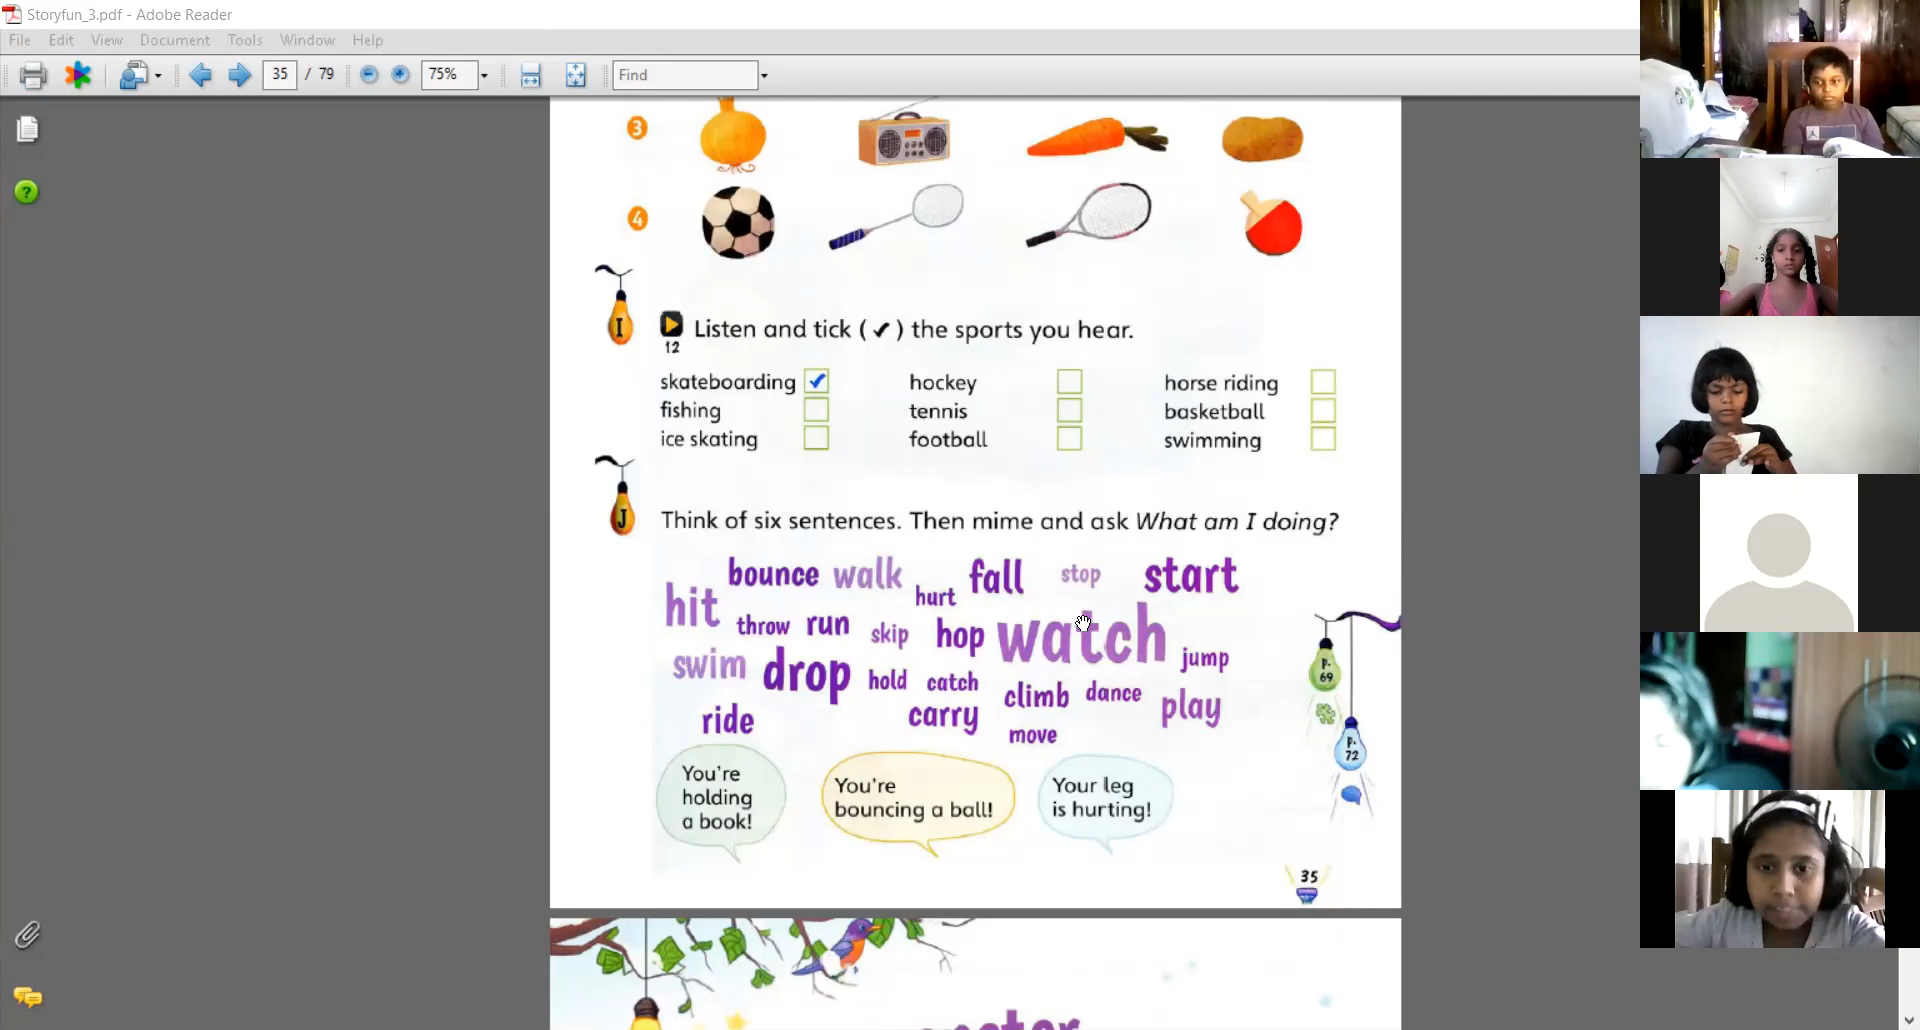 Storyfun_3.pdf - Adobe Reader
File Edit View Document Tools Window Help
35 / 79 75% Find
3
4
I
12
Listen and tick (✓) the sports you hear.
skateboarding ✓ hockey horse riding
fishing tennis basketball
ice skating football swimming
J
Think of six sentences. Then mime and ask What am I doing?
bounce walk fall stop start
hit hurt
throw run skip hop watch
swim drop hold catch climb dance jump
ride carry move play
p.
69
p.
72
You're
holding
a book!
You're
bouncing a ball!
Your leg
is hurting!
35